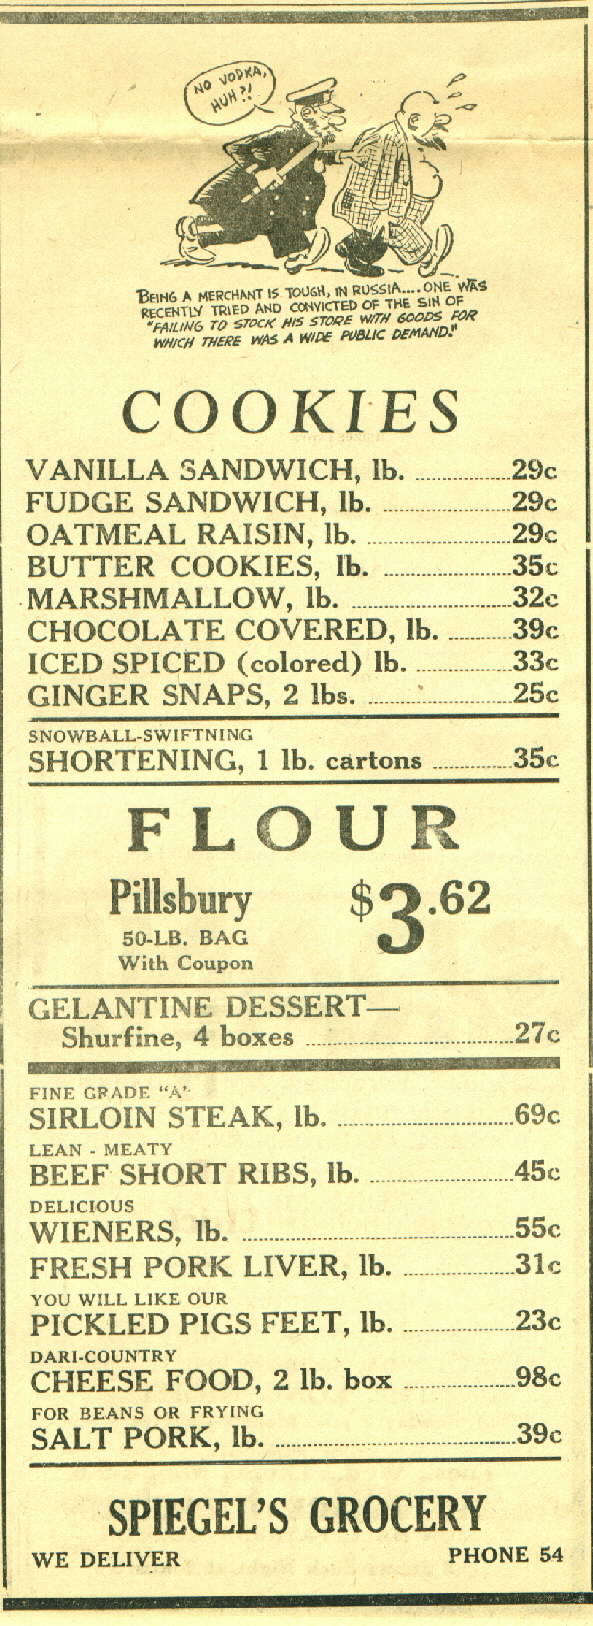 NO VODKA,
HUH?!
BEING A MERCHANT IS TOUGH, IN RUSSIA....ONE WAS
RECENTLY TRIED AND CONVICTED OF THE SIN OF
"FAILING TO STOCK HIS STORE WITH GOODS FOR
WHICH THERE WAS A WIDE PUBLIC DEMAND."
COOKIES
VANILLA SANDWICH, lb. ................29c
FUDGE SANDWICH, lb. ......................29c
OATMEAL RAISIN, lb. ........................29c
BUTTER COOKIES, lb. .....................35c
MARSHMALLOW, lb. ...........................32c
CHOCOLATE COVERED, lb. ...........39c
ICED SPICED (colored) lb. ................33c
GINGER SNAPS, 2 lbs. ........................25c
SNOWBALL-SWIFTNING
SHORTENING, 1 lb. cartons .............35c
FLOUR
Pillsbury $3.62
50-LB. BAG
With Coupon
GELANTINE DESSERT—
Shurfine, 4 boxes ...................................27c
FINE GRADE "A"
SIRLOIN STEAK, lb. .............................69c
LEAN - MEATY
BEEF SHORT RIBS, lb. ........................45c
DELICIOUS
WIENERS, lb. .............................................55c
FRESH PORK LIVER, lb. ..................31c
YOU WILL LIKE OUR
PICKLED PIGS FEET, lb. ..................23c
DARI-COUNTRY
CHEESE FOOD, 2 lb. box ..................98c
FOR BEANS OR FRYING
SALT PORK, lb. ........................................39c
SPIEGEL'S GROCERY
WE DELIVER PHONE 54